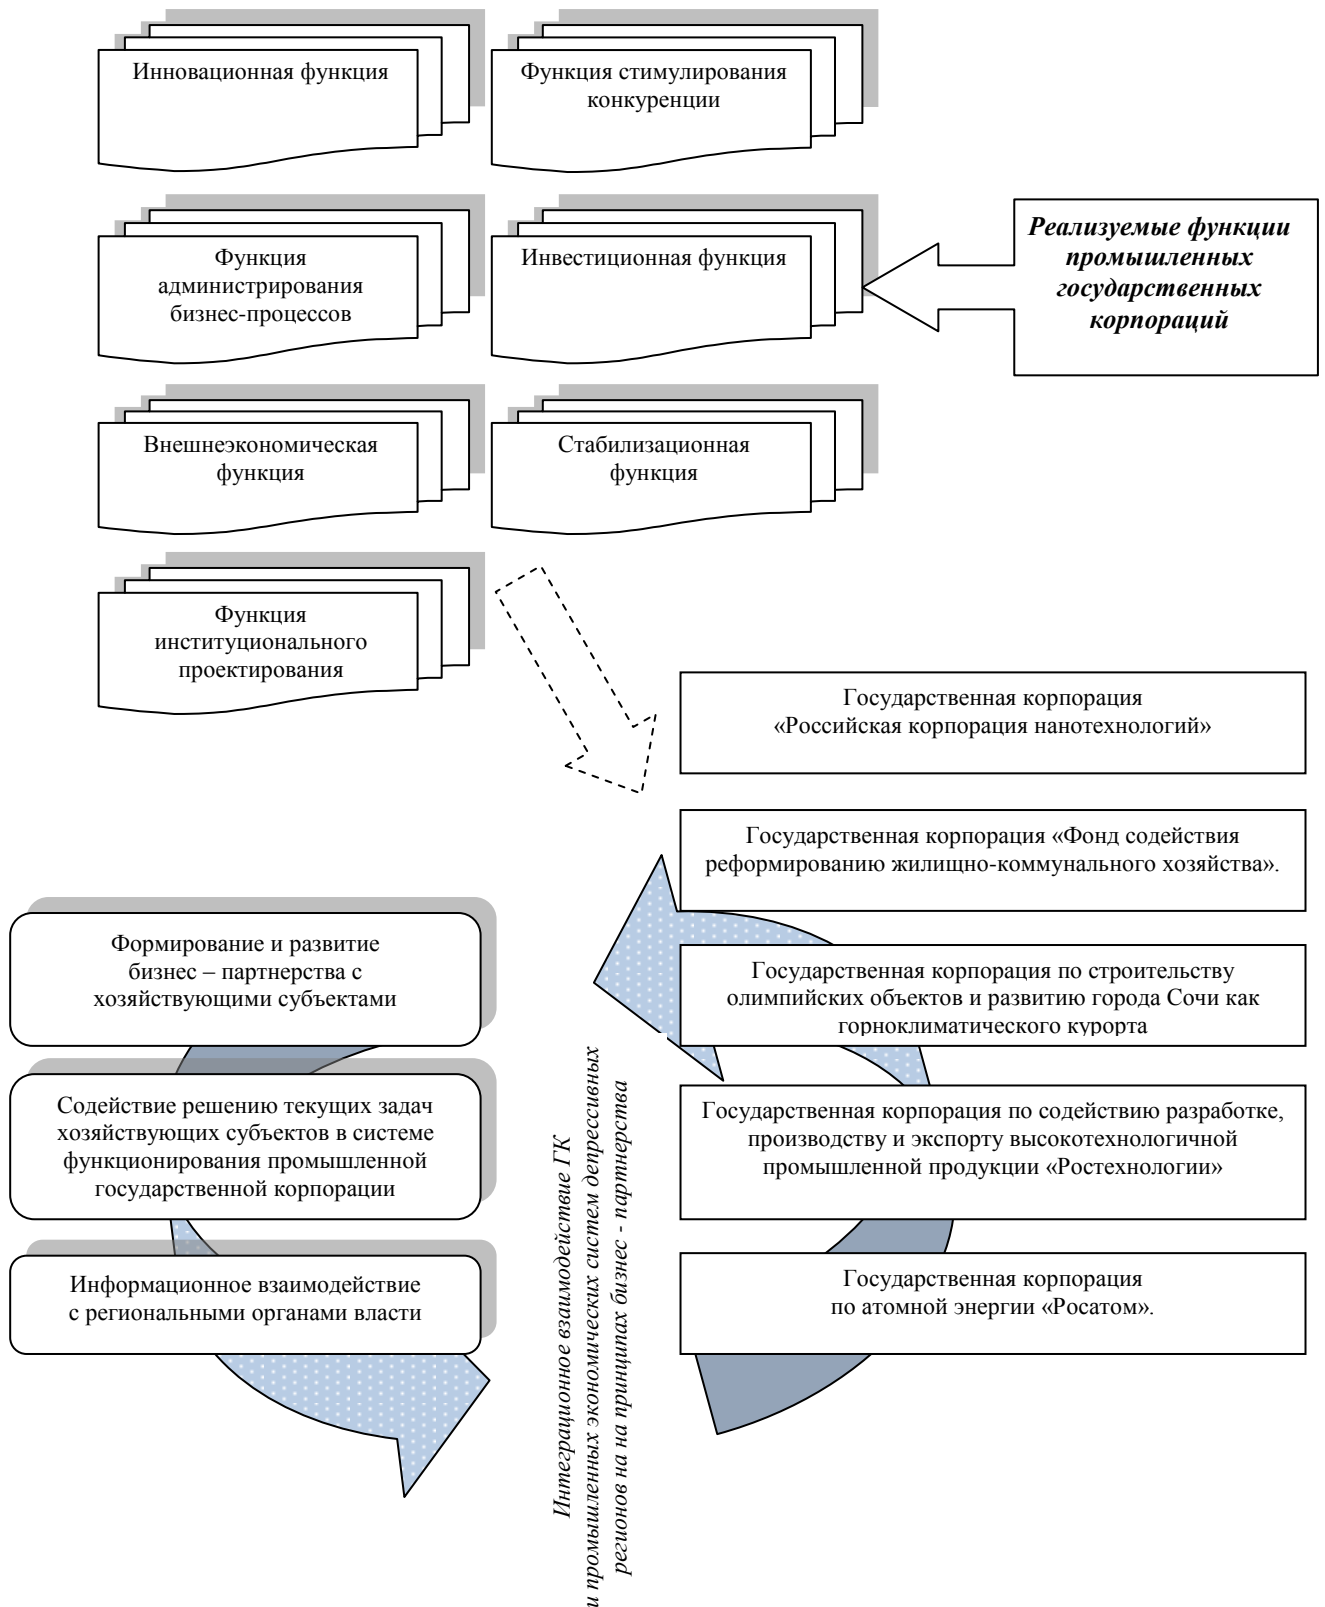 Инновационная функция
Функция стимулирования
конкуренции
Функция
администрирования
бизнес-процессов
Инвестиционная функция
Реализуемые функции
промышленных
государственных
корпораций
Внешнеэкономическая
функция
Стабилизационная
функция
Функция
институционального
проектирования
Государственная корпорация
«Российская корпорация нанотехнологий»
Государственная корпорация «Фонд содействия
реформированию жилищно-коммунального хозяйства».
Государственная корпорация по строительству
олимпийских объектов и развитию города Сочи как
горноклиматического курорта
Государственная корпорация по содействию разработке,
производству и экспорту высокотехнологичной
промышленной продукции «Ростехнологии»
Государственная корпорация
по атомной энергии «Росатом».
Формирование и развитие
бизнес – партнерства с
хозяйствующими субъектами
Содействие решению текущих задач
хозяйствующих субъектов в системе
функционирования промышленной
государственной корпорации
Информационное взаимодействие
с региональными органами власти
Интеграционное взаимодействие ГК
и промышленных экономических систем депрессивных
регионов на на принципах бизнес - партнерства